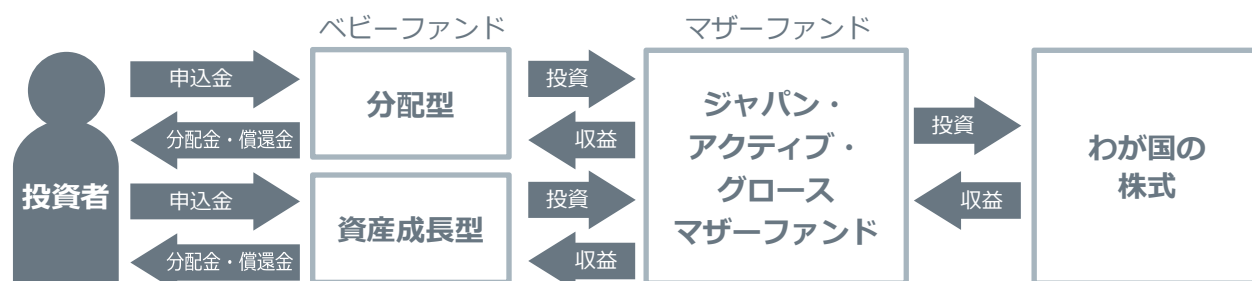 ベビーファンド
マザーファンド
投資者
申込金
分配金・償還金
申込金
分配金・償還金
分配型
資産成長型
投資
収益
投資
収益
ジャパン・
アクティブ・
グロース
マザーファンド
投資
収益
わが国の
株式